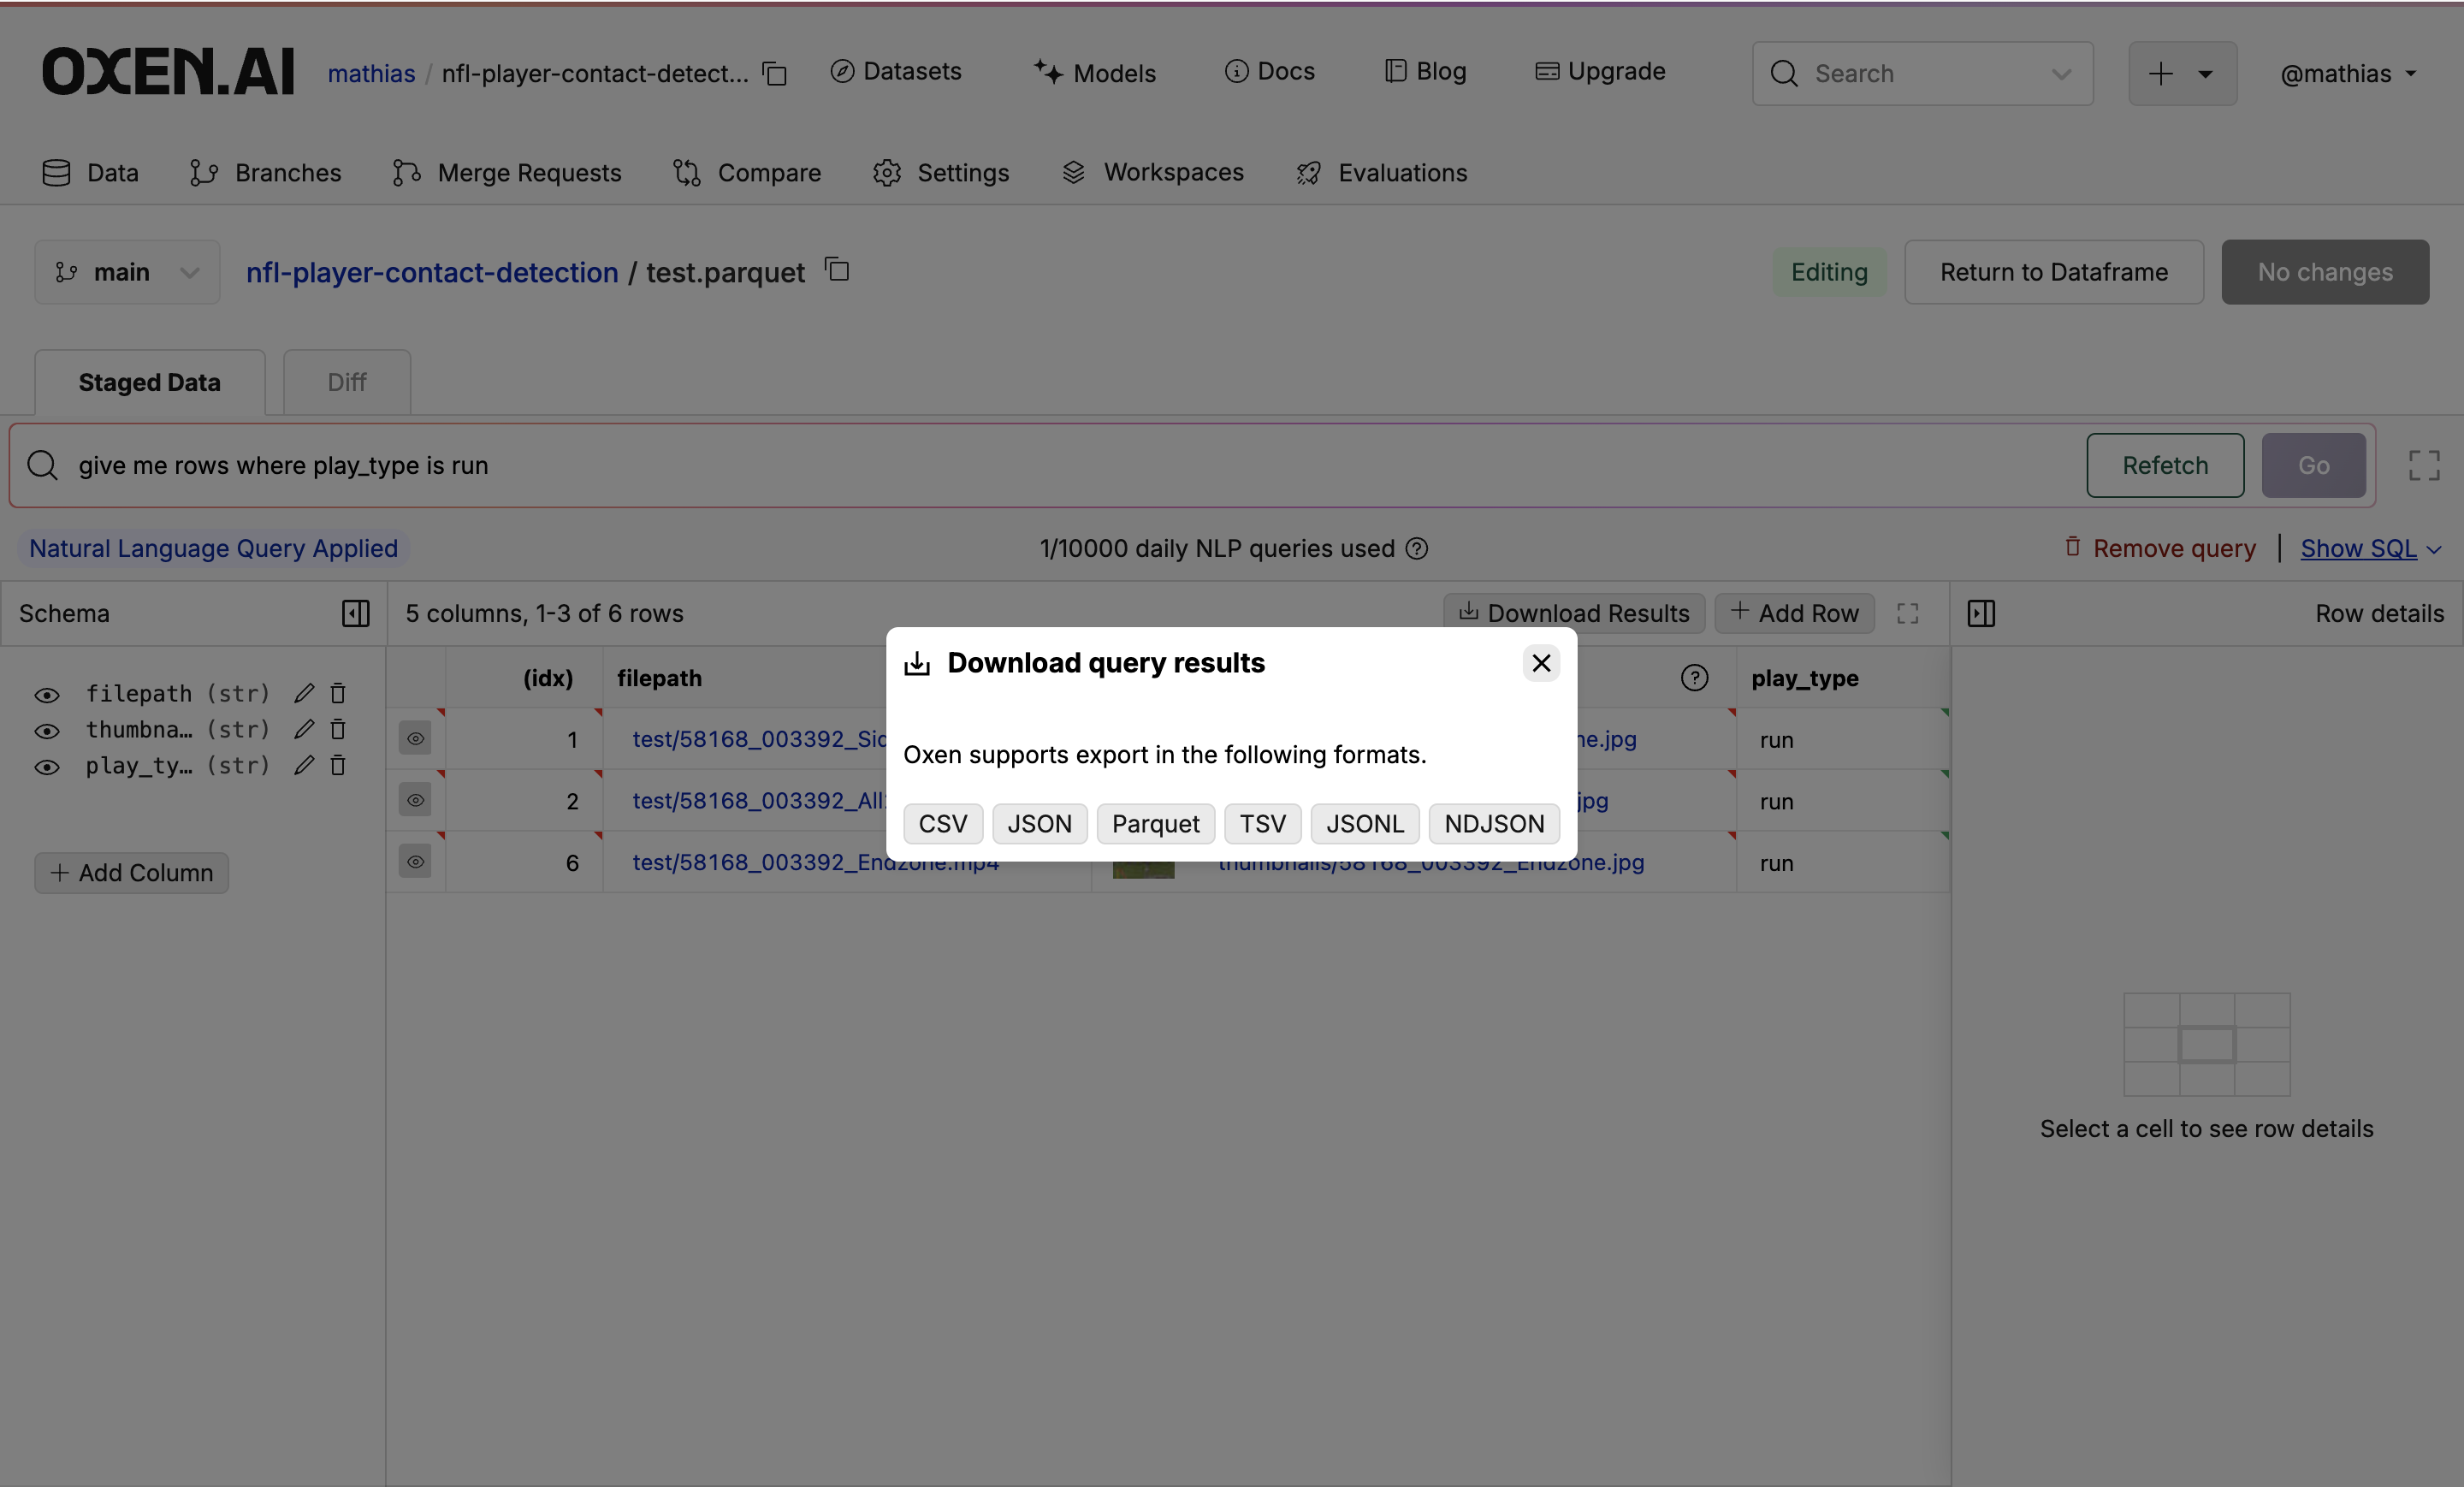 OXEN.AI mathias / nfl-player-contact-detect... Datasets Models Docs Blog Upgrade Search @mathias
Data Branches Merge Requests Compare Settings Workspaces Evaluations
main nfl-player-contact-detection / test.parquet Editing Return to Dataframe No changes
Staged Data Diff
give me rows where play_type is run Refetch Go
Natural Language Query Applied 1/10000 daily NLP queries used Remove query | Show SQL
Schema 5 columns, 1-3 of 6 rows Download Results + Add Row Row details
Download query results
(idx) filepath play_type
filepath (str)
thumbna... (str)
play_ty... (str)
1 test/58168_003392_Sid ne.jpg run
Oxen supports export in the following formats.
2 test/58168_003392_All jpg run
CSV JSON Parquet TSV JSONL NDJSON
6 test/58168_003392_Endzone.mp4 thumbnails/58168_003392_Endzone.jpg run
+ Add Column
Select a cell to see row details